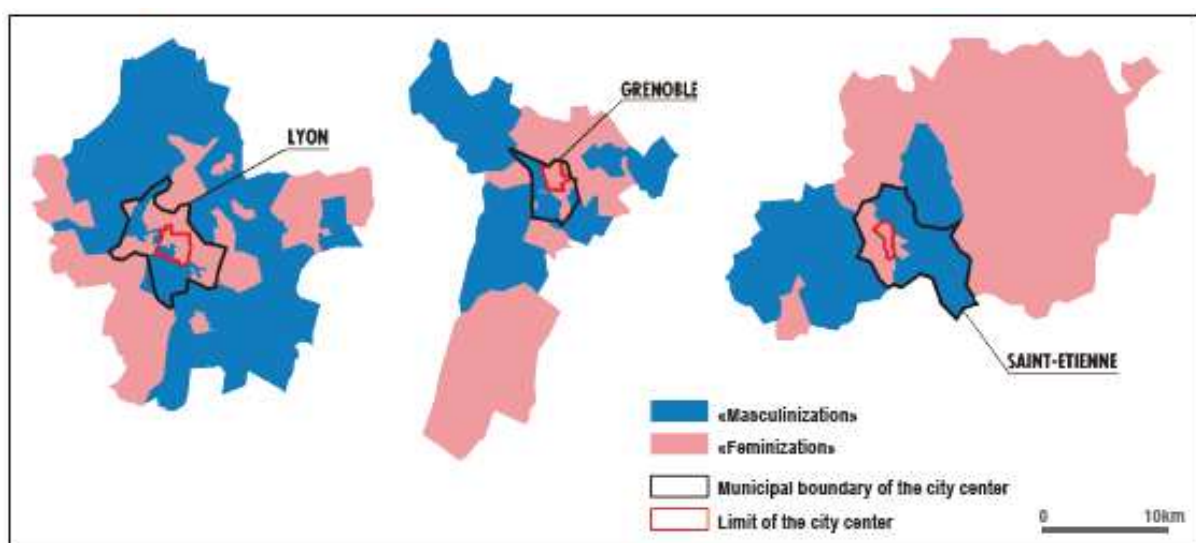 LYON
GRENOBLE
SAINT-ETIENNE
«Masculinization»
«Feminization»
Municipal boundary of the city center
Limit of the city center
0 10km